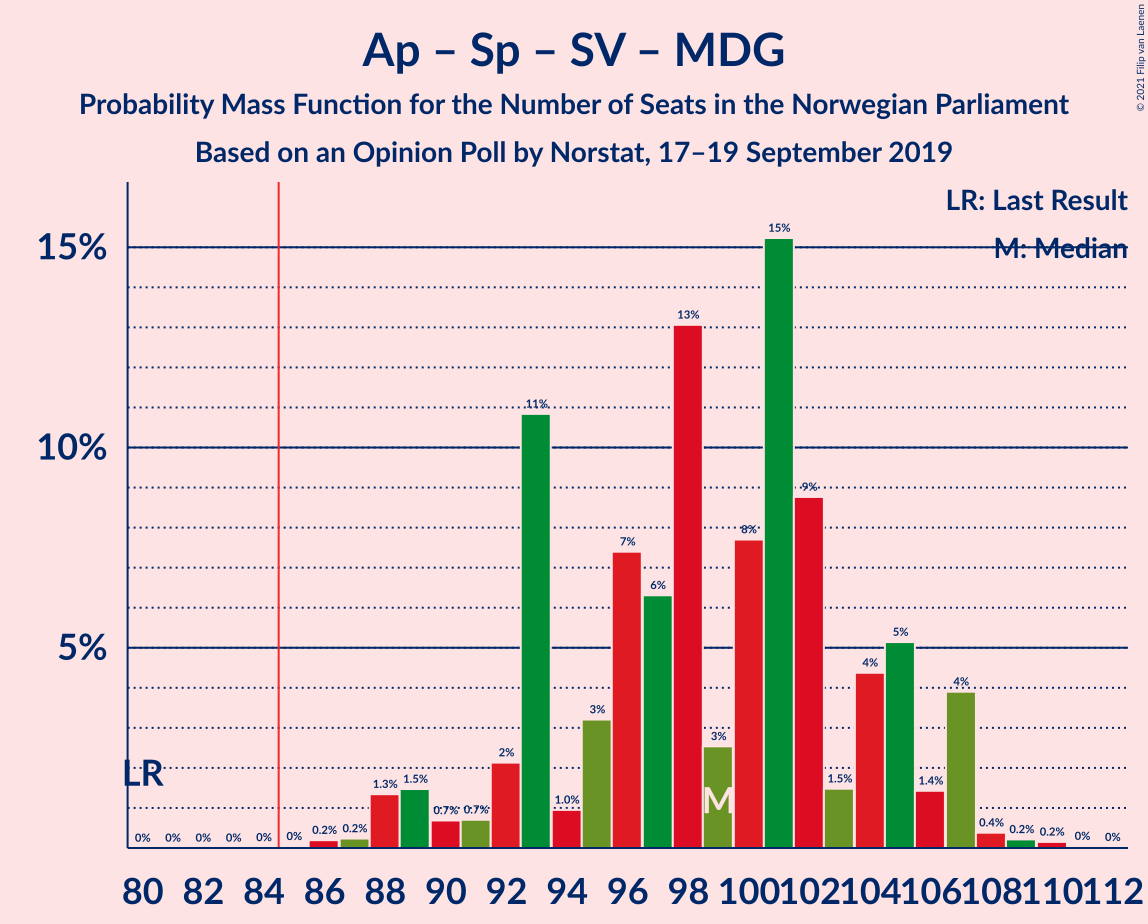 Ap – Sp – SV – MDG
Probability Mass Function for the Number of Seats in the Norwegian Parliament
Based on an Opinion Poll by Norstat, 17–19 September 2019
© 2021 Filip van Laenen
LR: Last Result
M: Median
15%
10%
5%
LR
M
0% 0% 0% 0% 0% 0% 0.2% 0.2% 1.3% 1.5% 0.7% 0.7% 2% 11% 1.0% 3% 7% 6% 13% 3% 8% 15% 9% 1.5% 4% 5% 1.4% 4% 0.4% 0.2% 0.2% 0% 0%
80 82 84 86 88 90 92 94 96 98 100 102 104 106 108 110 112